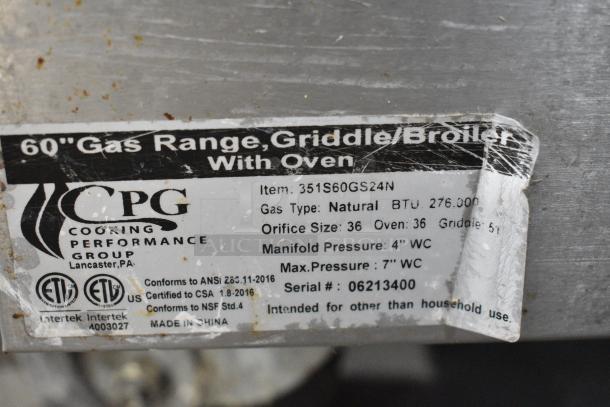 60" Gas Range, Griddle/Broiler
With Oven
CPG
COOKING
PERFORMANCE
GROUP
Lancaster, PA
Item: 351S60GS24N
Gas Type: Natural BTU 276,000
Orifice Size: 36 Oven: 36 Griddle: 51
Manifold Pressure: 4" WC
Max.Pressure : 7" WC
Serial # : 06213400
Intended for other than household use.
ETL ETL US
Intertek Intertek
4003027
Conforms to ANSI Z83.11-2016
Certified to CSA 1.8-2016
Conforms to NSF Std.4
MADE IN CHINA